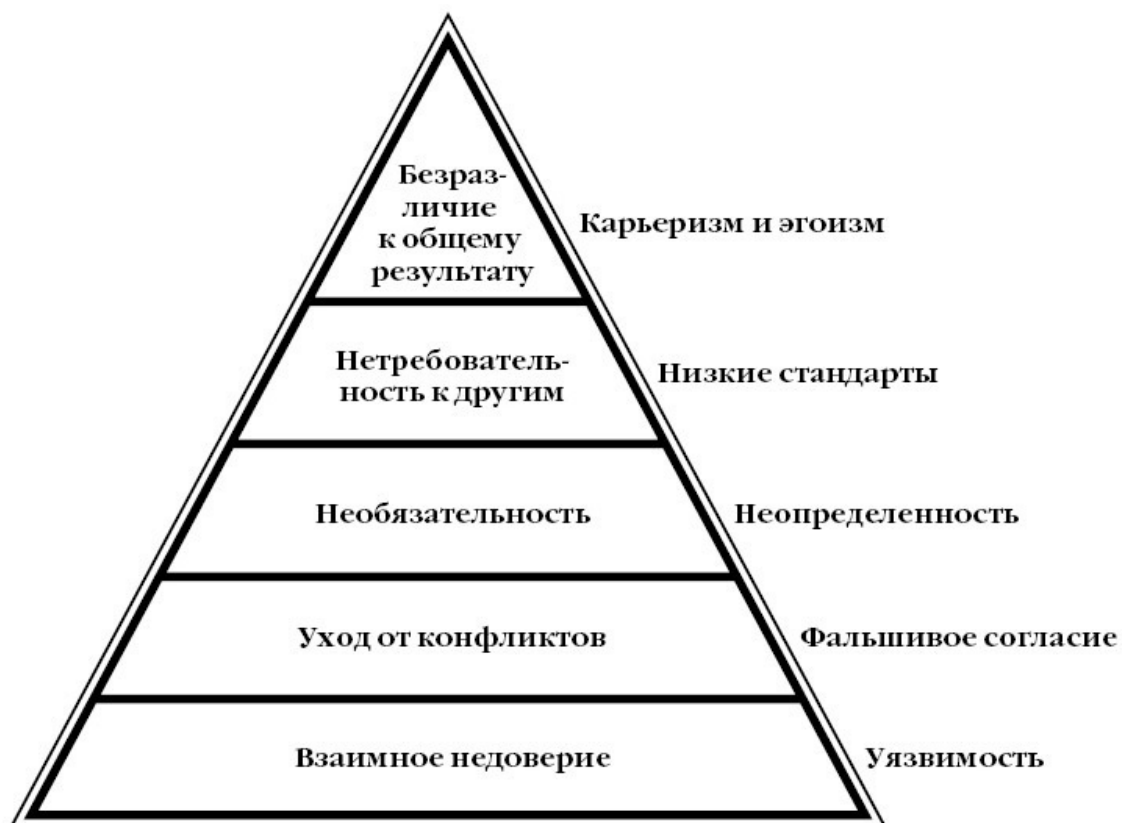 Безраз-
личие
к общему
результату
Карьеризм и эгоизм
Нетребователь-
ность к другим
Низкие стандарты
Необязательность
Неопределенность
Уход от конфликтов
Фальшивое согласие
Взаимное недоверие
Уязвимость